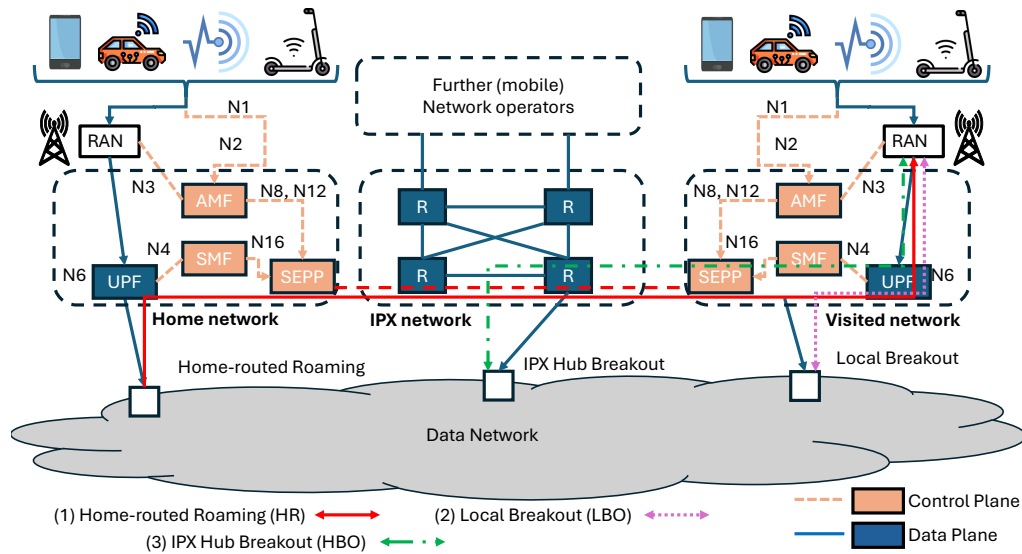 Further (mobile)
Network operators
N1
N1
RAN
N2
N2
RAN
N3
AMF
N8, N12
R
R
N8, N12
AMF
N3
N4
SMF
N16
N16
SMF
N4
N6
UPF
SEPP
R
R
SEPP
UPF
N6
Home network
IPX network
Visited network
Home-routed Roaming
IPX Hub Breakout
Local Breakout
Data Network
(1) Home-routed Roaming (HR)
(2) Local Breakout (LBO)
(3) IPX Hub Breakout (HBO)
Control Plane
Data Plane